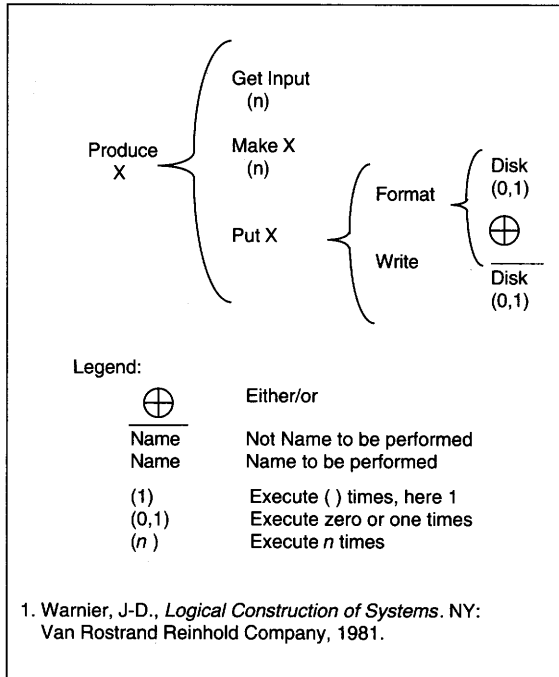 Get Input
(n)
Produce
X
Make X
(n)
Put X
Format
Write
Disk
(0,1)
Disk
(0,1)
Legend:
Either/or
Name Not Name to be performed
Name Name to be performed
(1) Execute ( ) times, here 1
(0,1) Execute zero or one times
(n ) Execute n times
1. Warnier, J-D., Logical Construction of Systems. NY:
Van Rostrand Reinhold Company, 1981.